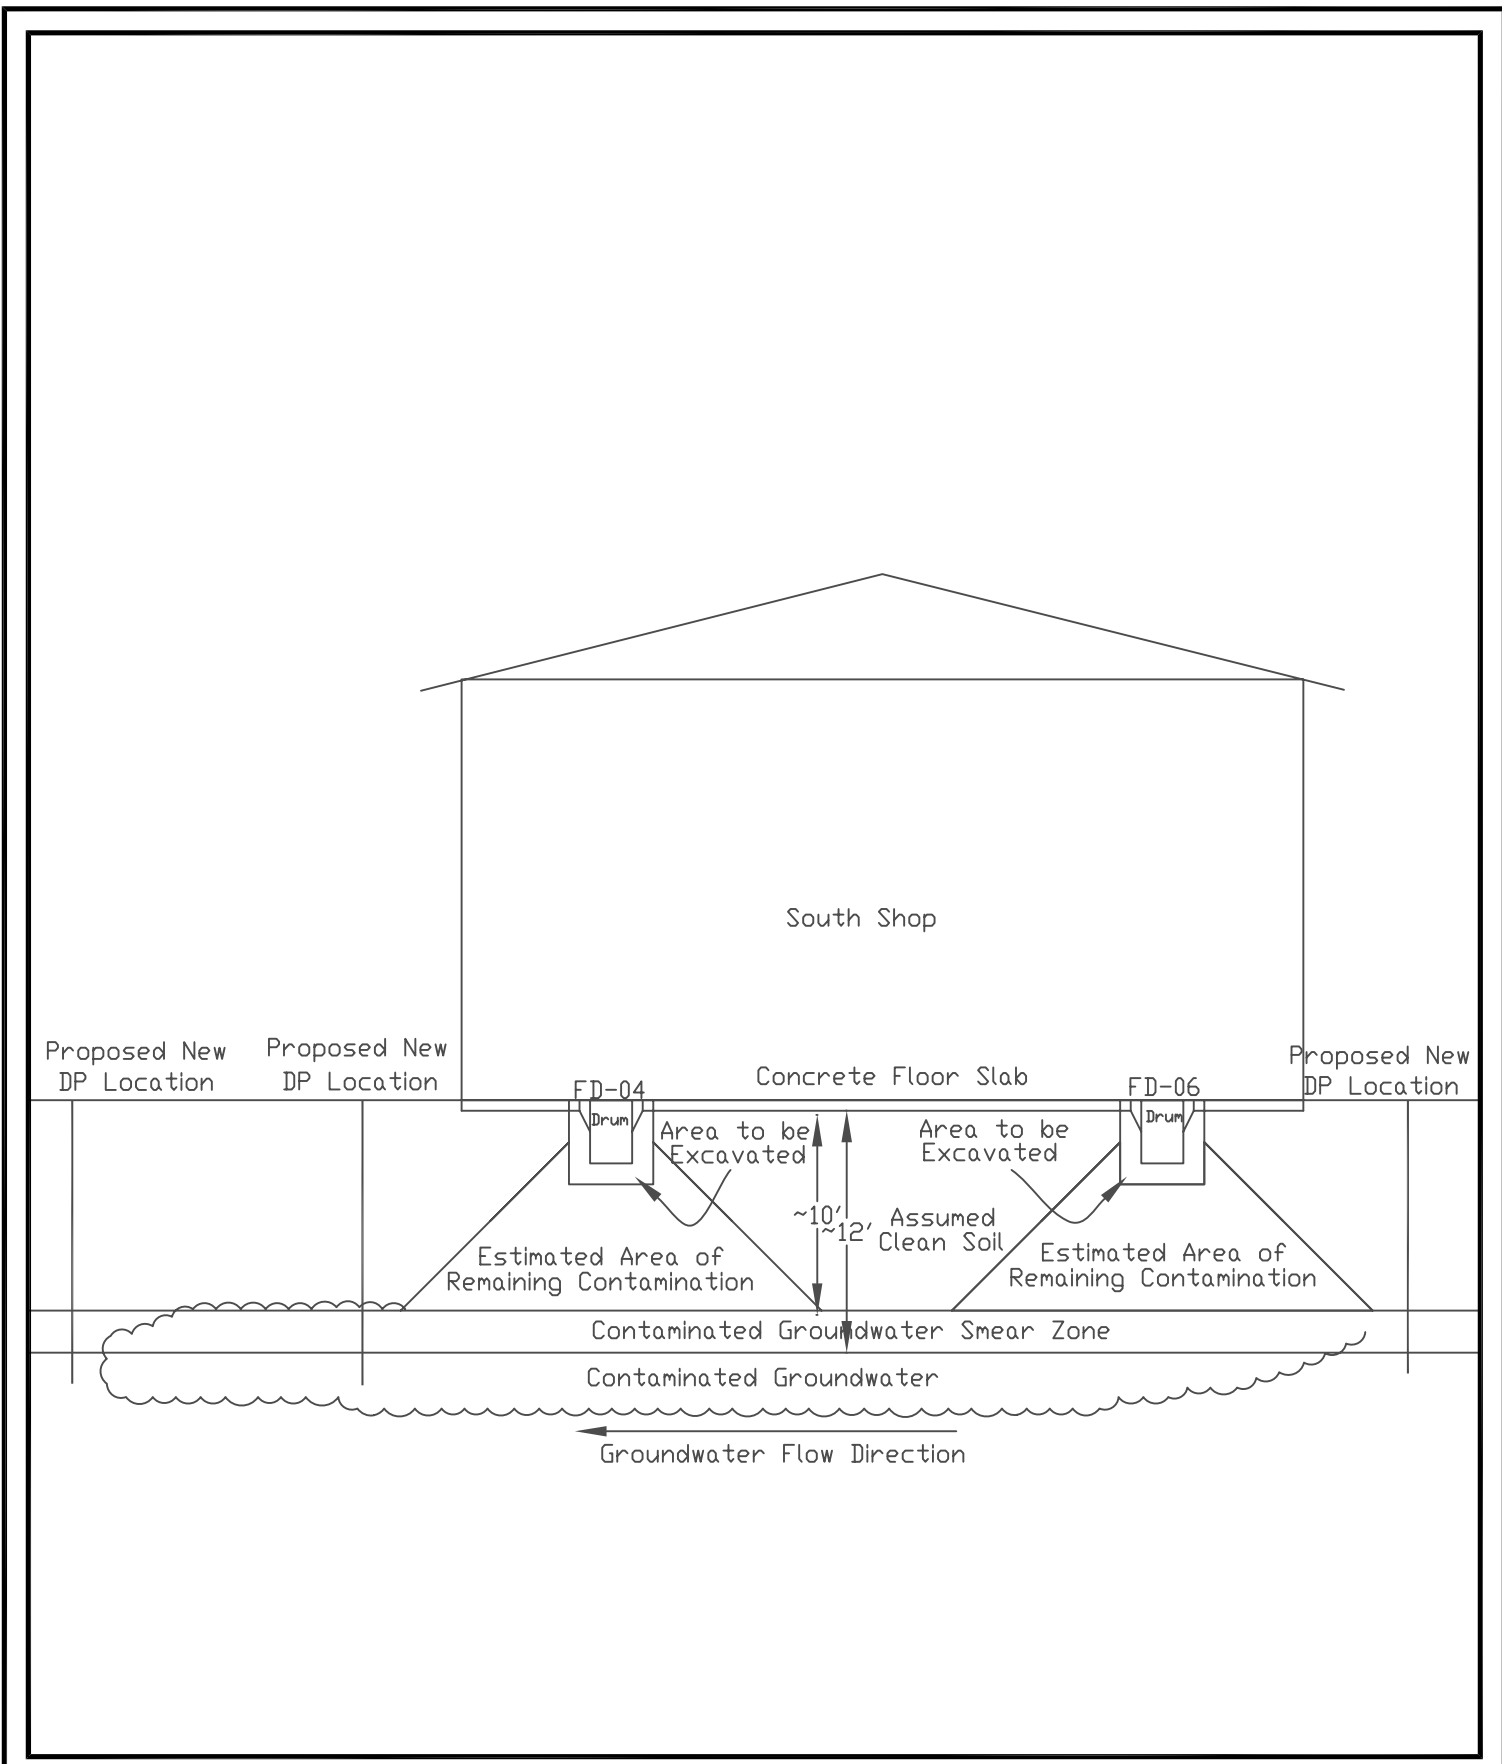 South Shop
Proposed New
DP Location
Proposed New
DP Location
Concrete Floor Slab
Proposed New
DP Location
FD-04
FD-06
Drum
Drum
Area to be
Excavated
Area to be
Excavated
~10'
~12'
Assumed
Clean Soil
Estimated Area of
Remaining Contamination
Estimated Area of
Remaining Contamination
Contaminated Groundwater Smear Zone
Contaminated Groundwater
Groundwater Flow Direction